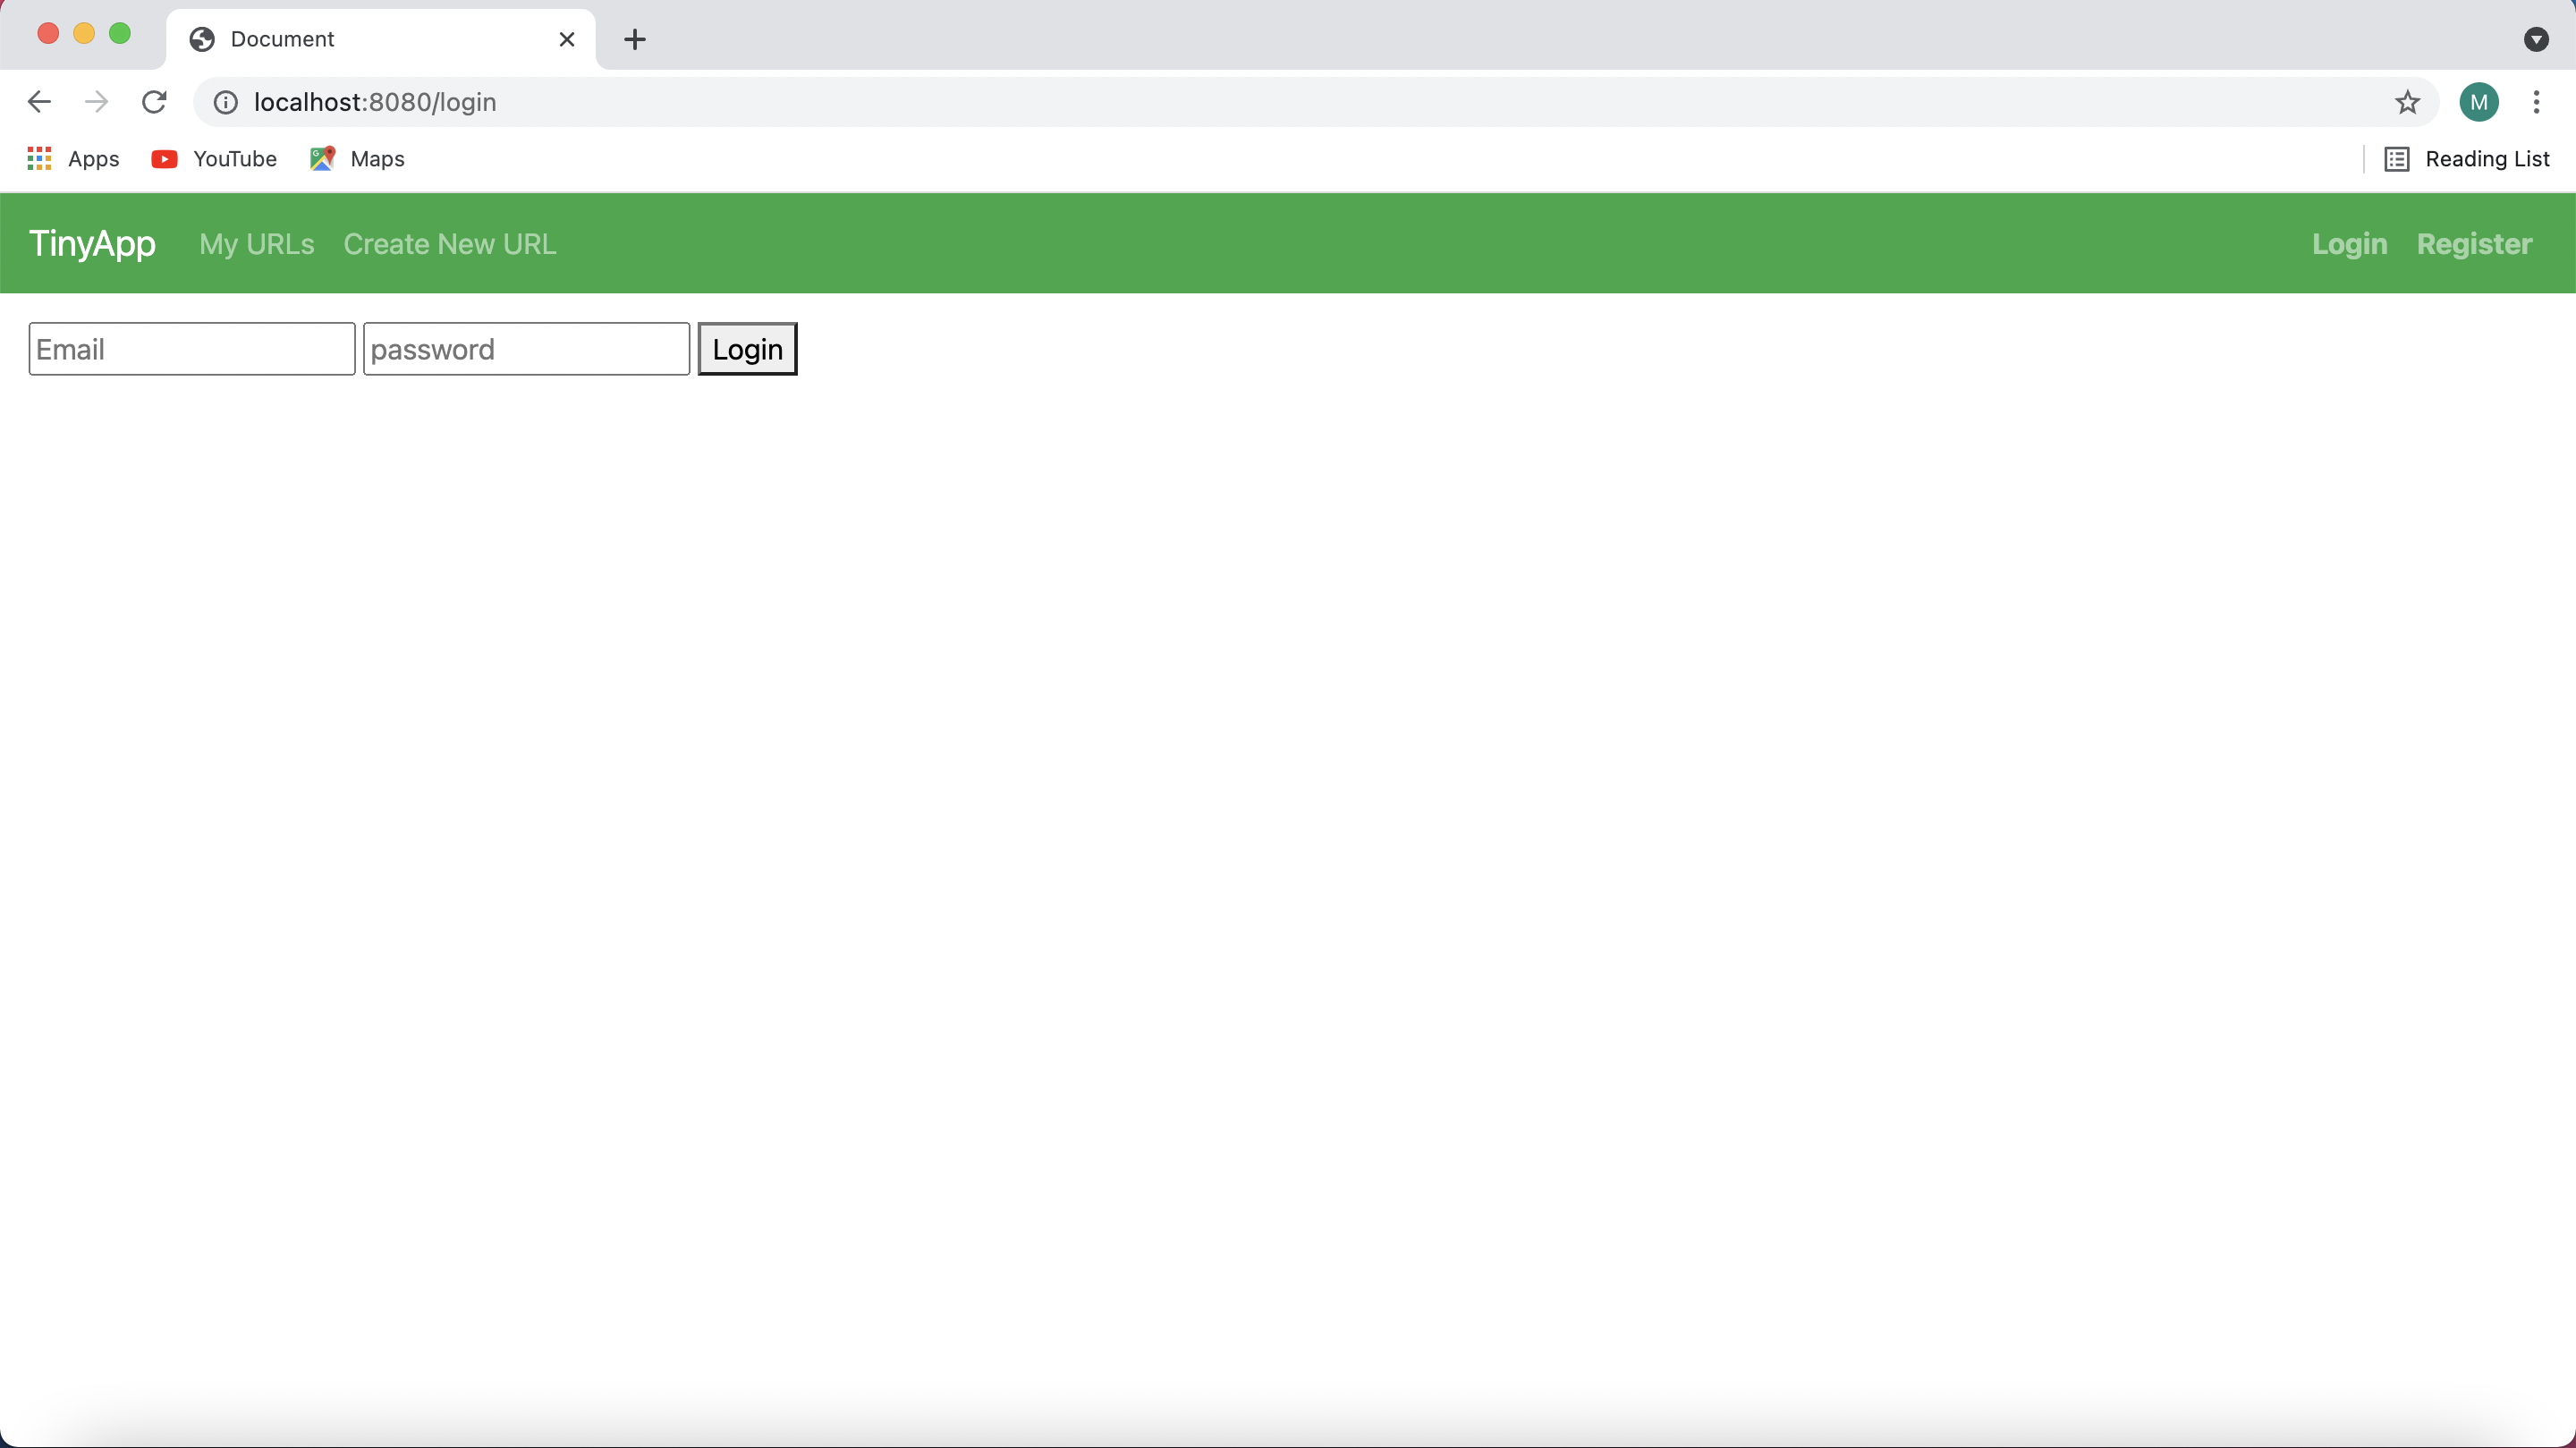 Document
localhost:8080/login
M
Apps YouTube Maps Reading List
TinyApp My URLs Create New URL Login Register
Email password Login